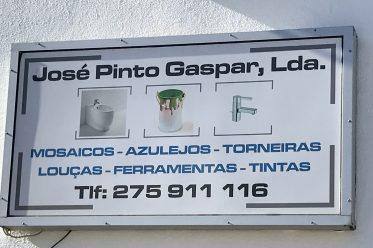 José Pinto Gaspar, Lda.
MOSAICOS - AZULEJOS - TORNEIRAS
LOUÇAS - FERRAMENTAS - TINTAS
Tlf: 275 911 116